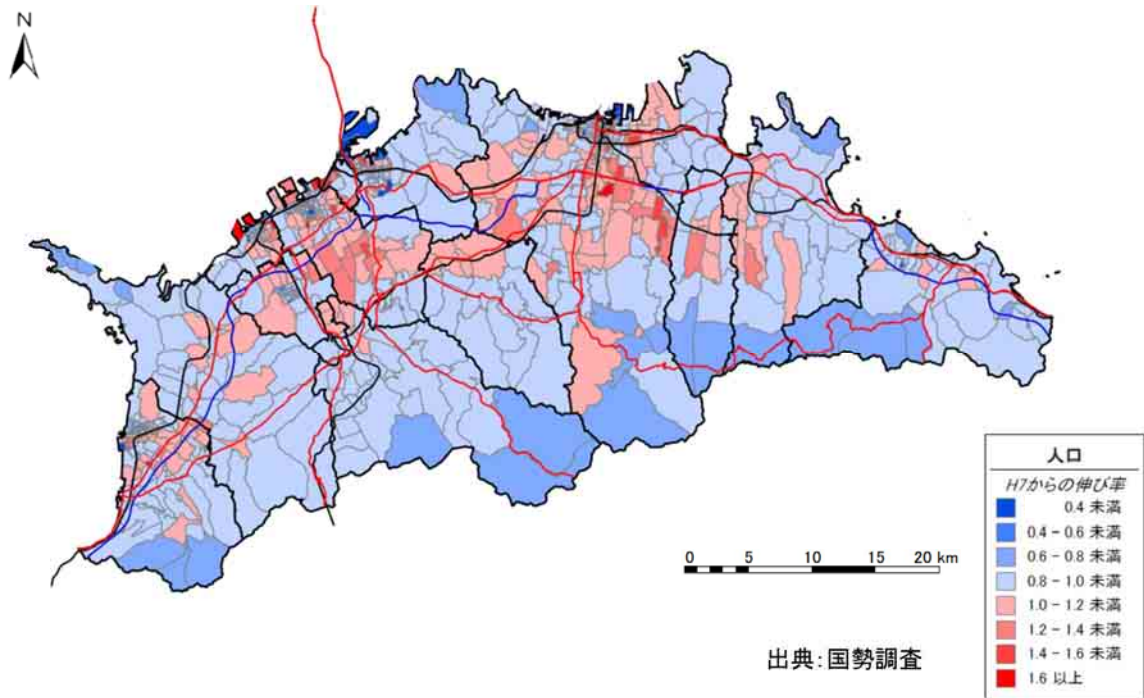 N
人口
H7からの伸び率
0.4 未満
0.4 - 0.6 未満
0.6 - 0.8 未満
0.8 - 1.0 未満
1.0 - 1.2 未満
1.2 - 1.4 未満
1.4 - 1.6 未満
1.6 以上
0 5 10 15 20 km
出典:国勢調査